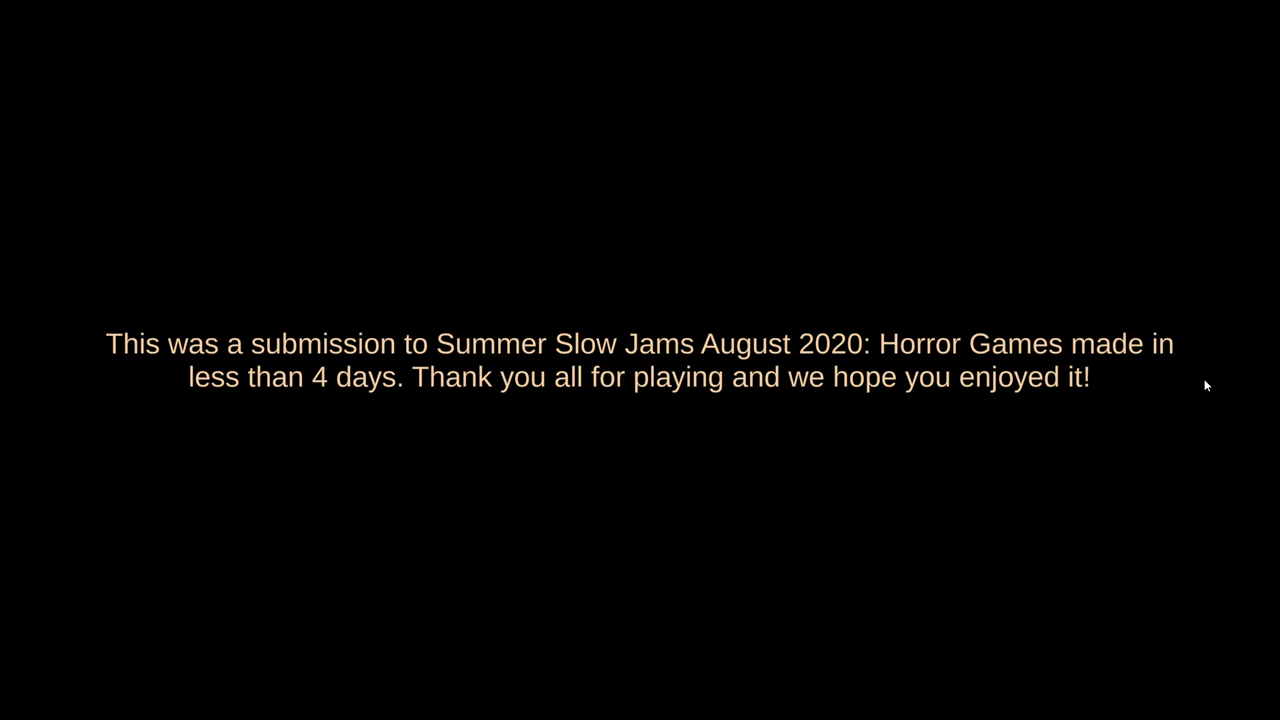 This was a submission to Summer Slow Jams August 2020: Horror Games made in
less than 4 days. Thank you all for playing and we hope you enjoyed it!